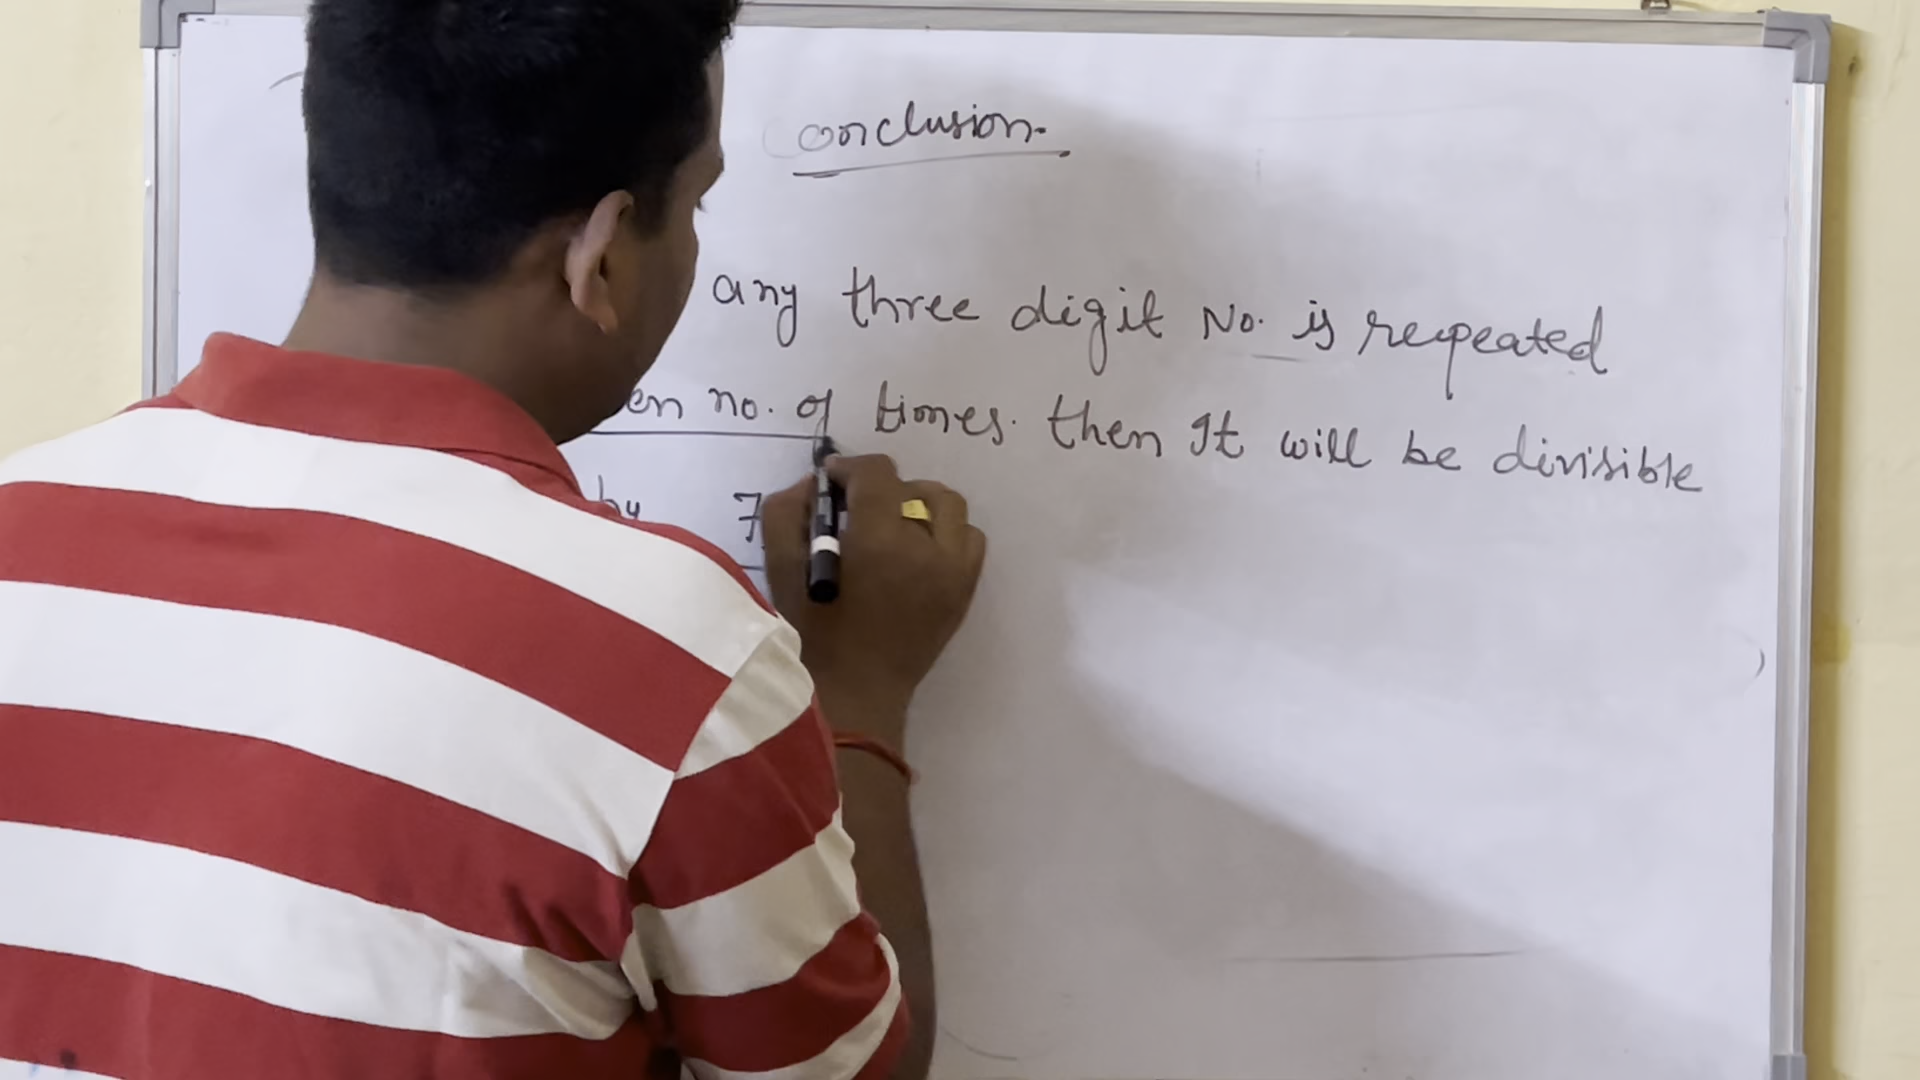 Conclusion.
any three digit No. is repeated
en no. of times. then It will be divisible
by 7